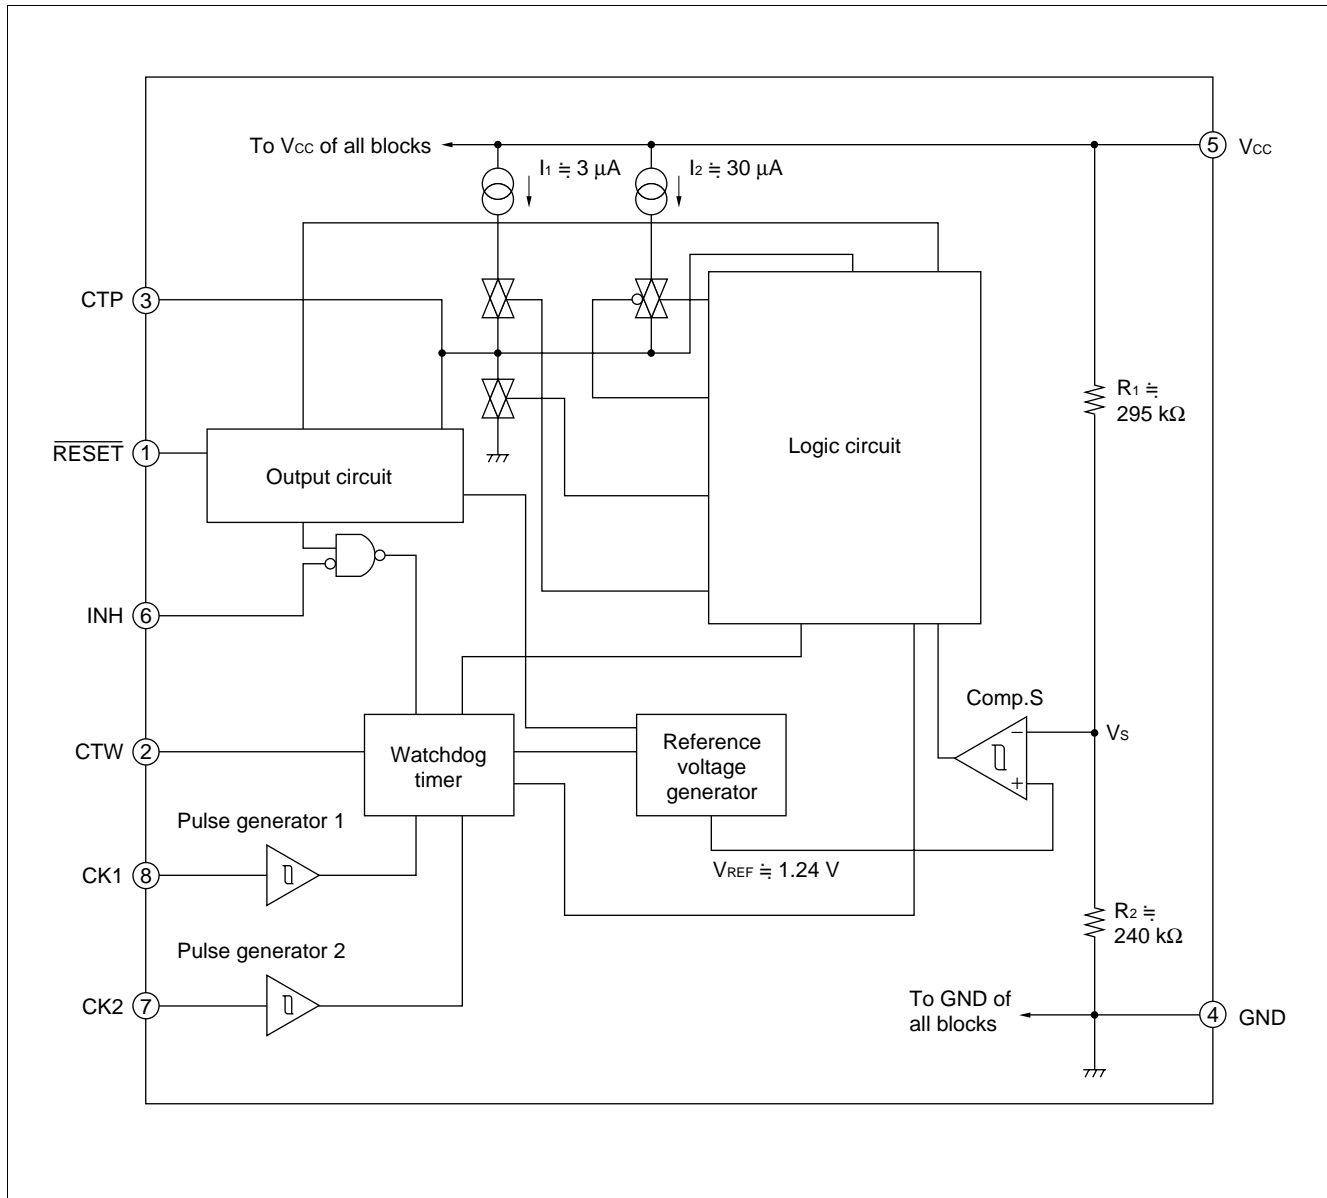 To VCC of all blocks
I1 ≒ 3 μA
I2 ≒ 30 μA
5
VCC
CTP
3
R1 ≒
295 kΩ
RESET
1
Output circuit
Logic circuit
INH
6
Comp.S
CTW
2
Watchdog
timer
Reference
voltage
generator
−
+
VS
Pulse generator 1
VREF ≒ 1.24 V
CK1
8
R2 ≒
240 kΩ
Pulse generator 2
CK2
7
To GND of
all blocks
4
GND